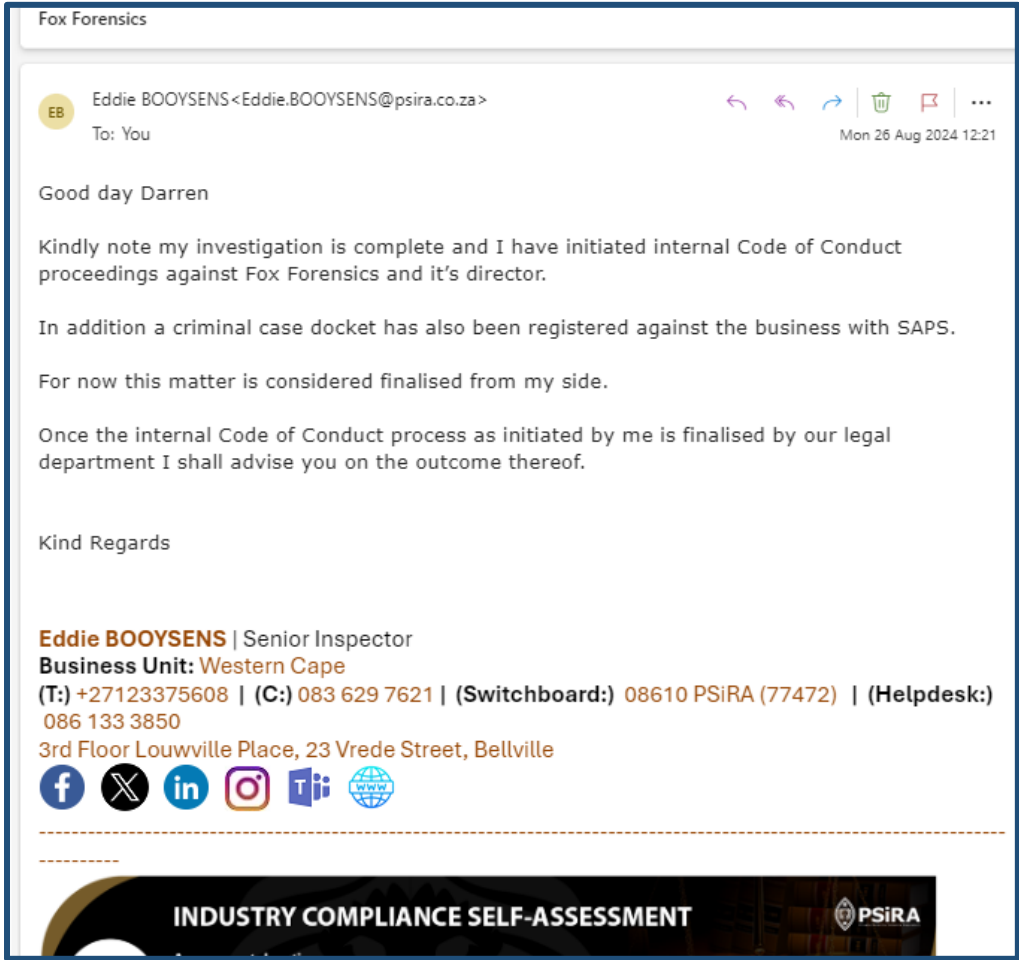 Fox Forensics
EB
Eddie BOOYSENS<Eddie.BOOYSENS@psira.co.za>
To: You
Mon 26 Aug 2024 12:21
Good day Darren
Kindly note my investigation is complete and I have initiated internal Code of Conduct
proceedings against Fox Forensics and it's director.
In addition a criminal case docket has also been registered against the business with SAPS.
For now this matter is considered finalised from my side.
Once the internal Code of Conduct process as initiated by me is finalised by our legal
department I shall advise you on the outcome thereof.
Kind Regards
Eddie BOOYSENS | Senior Inspector
Business Unit: Western Cape
(T:) +27123375608 | (C:) 083 629 7621 | (Switchboard:) 08610 PSiRA (77472) | (Helpdesk:)
086 133 3850
3rd Floor Louwville Place, 23 Vrede Street, Bellville
f X in T WWW
INDUSTRY COMPLIANCE SELF-ASSESSMENT
PSiRA